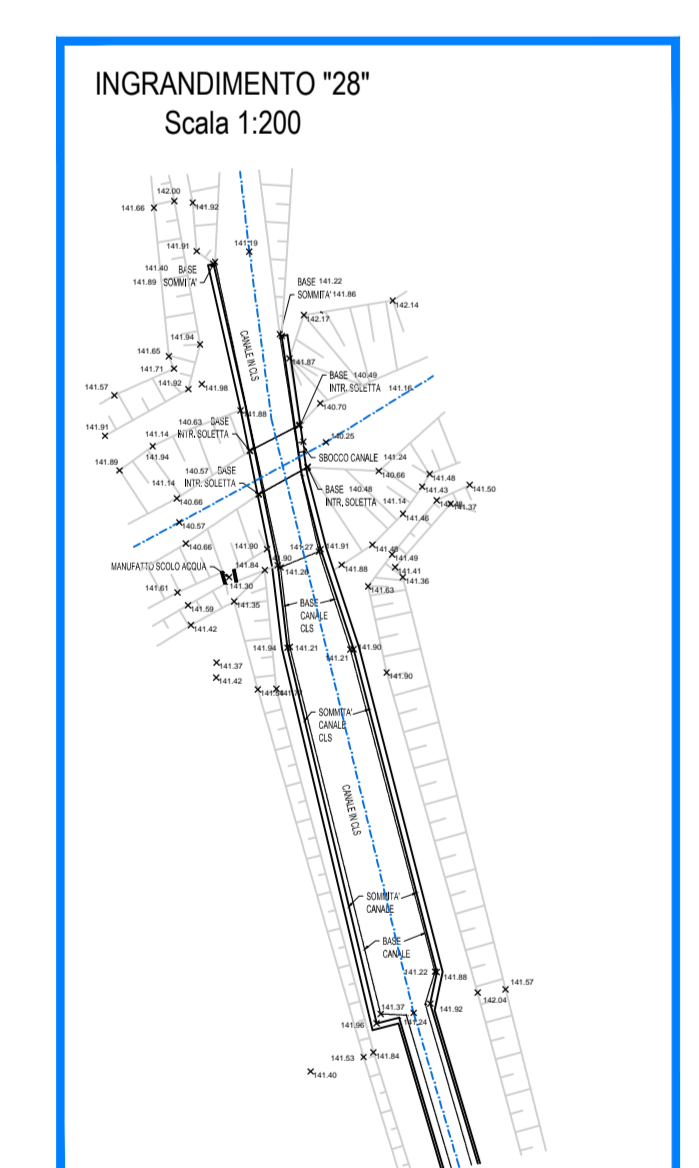 INGRANDIMENTO "28"
Scala 1:200
142.00
141.66
141.92
141.91
141.19
141.40 BASE
141.89 SOMMITA'
BASE 141.22
SOMMITA' 141.86
142.14
142.17
CANALE IN CLS
141.94
141.65
141.87
141.71
BASE 140.49
INTR. SOLETTA 141.16
141.57
141.92
141.98
140.70
141.88
140.63 BASE
141.14 INTR. SOLETTA
141.91
140.25
141.94
SBOCCO CANALE 141.24
141.89
140.57 BASE
141.14 INTR. SOLETTA
140.66
141.48
BASE 140.48
INTR. SOLETTA 141.14
141.43
141.50
140.66
141.37
141.46
140.57
140.66
141.90
141.27
141.91
141.49
MANUFATTO SCOLO ACQUA
141.84
141.90
141.26
141.88
141.41
141.36
141.30
141.61
141.63
141.59
141.35
BASE
CANALE
CLS
141.42
141.94
141.21
141.21
141.90
141.37
141.90
141.42
SOMMITA'
CANALE
CLS
CANALE IN CLS
SOMMITA'
CANALE
BASE
CANALE
141.22
141.88
141.57
142.04
141.37
141.92
141.96
141.24
141.53
141.84
141.40